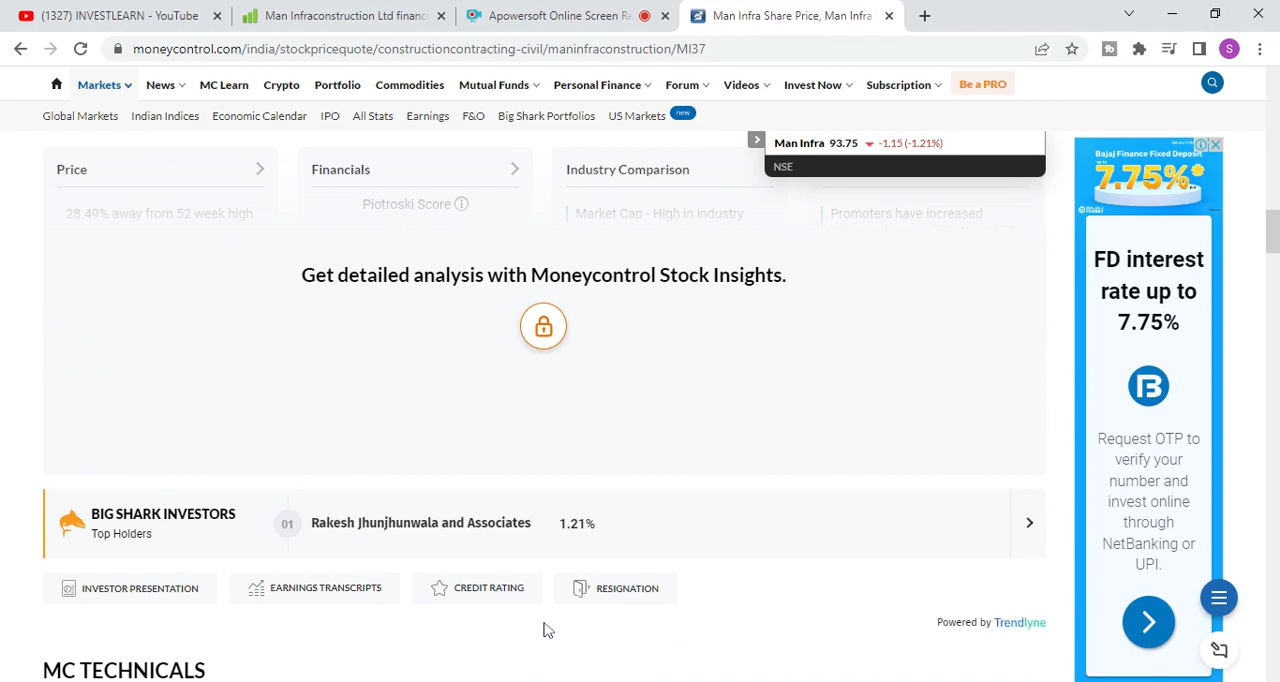 (1327) INVESTLEARN - YouTube
Man Infraconstruction Ltd financi
Apowersoft Online Screen Re
Man Infra Share Price, Man Infra
moneycontrol.com/india/stockpricequote/constructioncontracting-civil/maninfraconstruction/MI37
S
Markets News MC Learn Crypto Portfolio Commodities Mutual Funds Personal Finance Forum Videos Invest Now Subscription Be a PRO
Global Markets Indian Indices Economic Calendar IPO All Stats Earnings F&O Big Shark Portfolios US Markets new
Man Infra 93.75 -1.15 (-1.21%)
NSE
Price
Financials
Industry Comparison
28.49% away from 52 week high
Piotroski Score
Market Cap - High in industry
Promoters have increased
Get detailed analysis with Moneycontrol Stock Insights.
BIG SHARK INVESTORS
Top Holders
01 Rakesh Jhunjhunwala and Associates 1.21%
INVESTOR PRESENTATION
EARNINGS TRANSCRIPTS
CREDIT RATING
RESIGNATION
Powered by Trendlyne
MC TECHNICALS
Bajaj Finance Fixed Deposit
7.75%*
FD interest
rate up to
7.75%
B
Request OTP to
verify your
number and
invest online
through
NetBanking or
UPI.